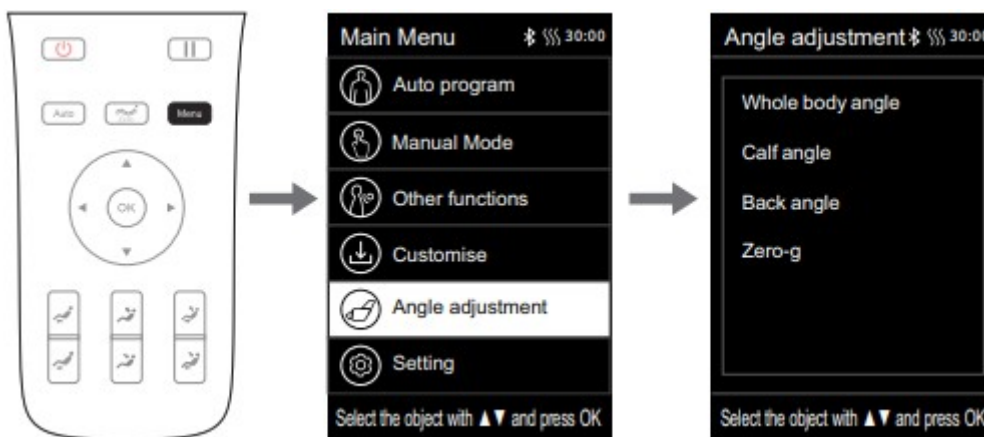 Auto
Menu
OK
Main Menu 30:00
Auto program
Manual Mode
Other functions
Customise
Angle adjustment
Setting
Select the object with ▲▼ and press OK
Angle adjustment 30:00
Whole body angle
Calf angle
Back angle
Zero-g
Select the object with ▲▼ and press OK